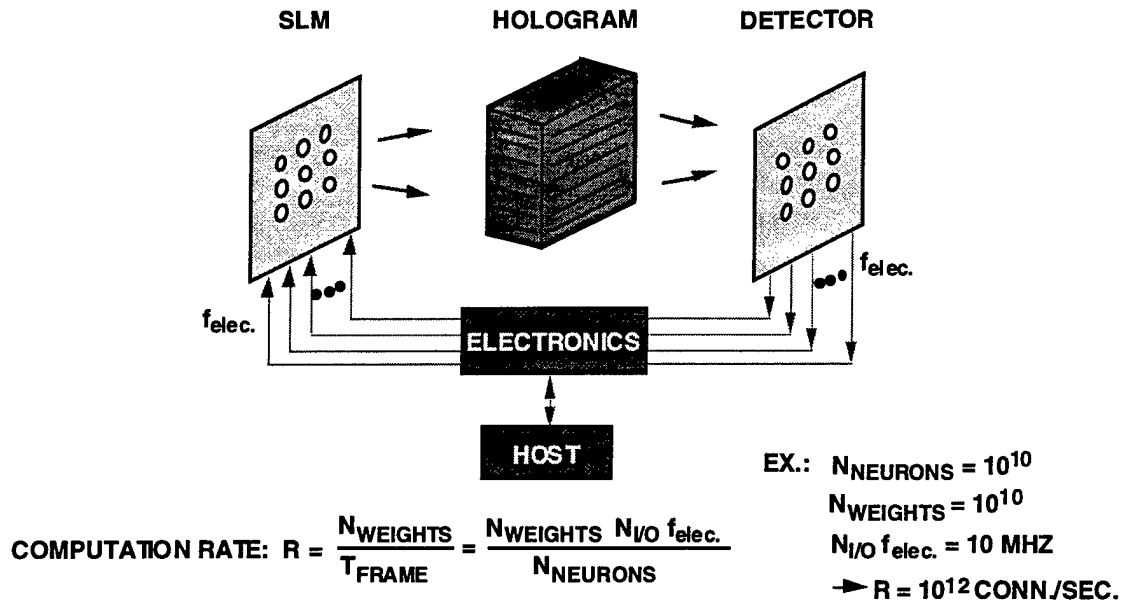 SLM HOLOGRAM DETECTOR
f_elec.
f_elec.
ELECTRONICS
HOST
COMPUTATION RATE: R = N_WEIGHTS / T_FRAME = N_WEIGHTS N_I/O f_elec. / N_NEURONS
EX.: N_NEURONS = 10^10
N_WEIGHTS = 10^10
N_I/O f_elec. = 10 MHZ
→ R = 10^12 CONN./SEC.